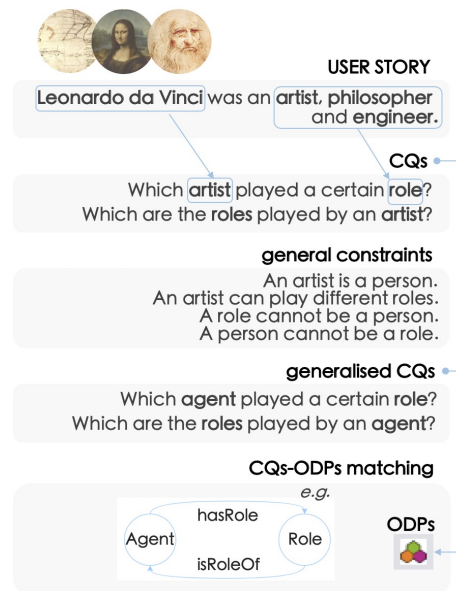 USER STORY
Leonardo da Vinci was an artist, philosopher
and engineer.
CQs
Which artist played a certain role?
Which are the roles played by an artist?
general constraints
An artist is a person.
An artist can play different roles.
A role cannot be a person.
A person cannot be a role.
generalised CQs
Which agent played a certain role?
Which are the roles played by an agent?
CQs-ODPs matching
e.g.
hasRole
Agent
Role
isRoleOf
ODPs